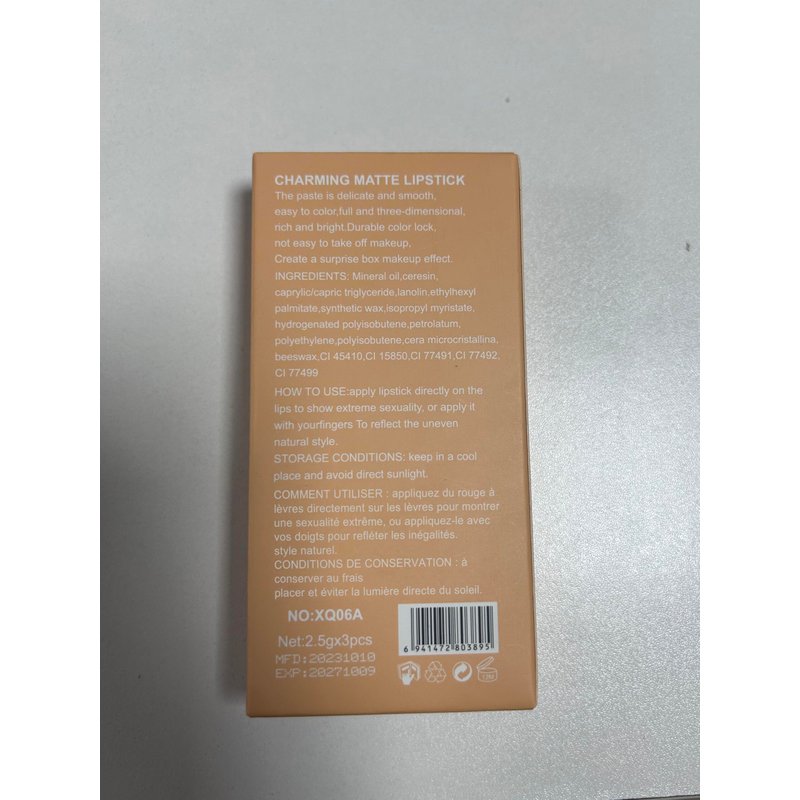 CHARMING MATTE LIPSTICK
The paste is delicate and smooth,
easy to color,full and three-dimensional,
rich and bright.Durable color lock,
not easy to take off makeup,
Create a surprise box makeup effect.
INGREDIENTS: Mineral oil,ceresin,
caprylic/capric triglyceride,lanolin,ethylhexyl
palmitate,synthetic wax,isopropyl myristate,
hydrogenated polyisobutene,petrolatum,
polyethylene,polyisobutene,cera microcristallina,
beeswax,CI 45410,CI 15850,CI 77491,CI 77492,
CI 77499
HOW TO USE:apply lipstick directly on the
lips to show extreme sexuality, or apply it
with yourfingers To reflect the uneven
natural style.
STORAGE CONDITIONS: keep in a cool
place and avoid direct sunlight.
COMMENT UTILISER : appliquez du rouge à
lèvres directement sur les lèvres pour montrer
une sexualité extrême, ou appliquez-le avec
vos doigts pour refléter les inégalités.
style naturel.
CONDITIONS DE CONSERVATION : à
conserver au frais
placer et éviter la lumière directe du soleil.
NO:XQ06A
Net:2.5gx3pcs
MFD:20231010
EXP:20271009
6 941472 803895
12M